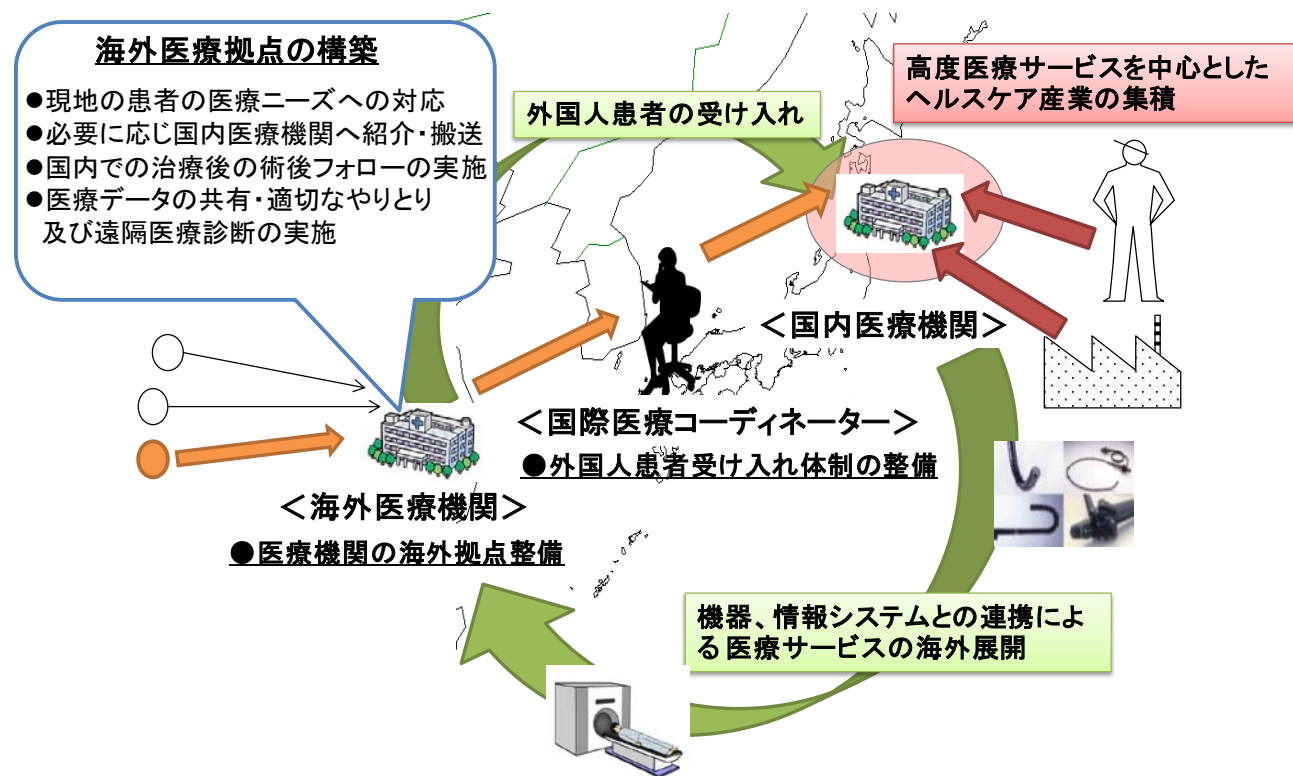 海外医療拠点の構築
●現地の患者の医療ニーズへの対応
●必要に応じ国内医療機関へ紹介・搬送
●国内での治療後の術後フォローの実施
●医療データの共有・適切なやりとり
及び遠隔医療診断の実施
外国人患者の受け入れ
高度医療サービスを中心とした
ヘルスケア産業の集積
＜国内医療機関＞
＜国際医療コーディネーター＞
●外国人患者受け入れ体制の整備
＜海外医療機関＞
●医療機関の海外拠点整備
機器、情報システムとの連携によ
る医療サービスの海外展開